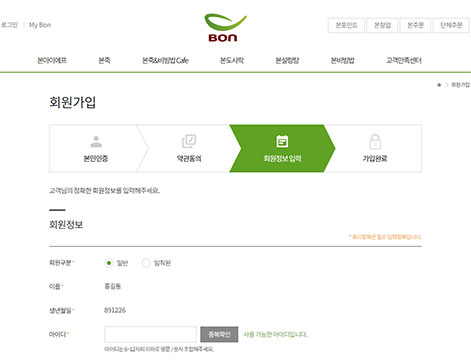 로그인 | My Bon
BON
본포인트 본창업 본주문 단체주문
본아이에프 본죽 본죽&비빔밥 Cafe 본도시락 본설렁탕 본비빔밥 고객만족센터
> 회원가입
회원가입
본인인증 약관동의 회원정보 입력 가입완료
고객님의 정확한 회원정보를 입력해주세요.
회원정보
* 표시항목은 필수 입력항목입니다.
회원구분* 일반 임직원
이름* 홍길동
생년월일* 891226
아이디* 중복확인 사용 가능한 아이디입니다.
아이디는 6~12자리 이하로 영문 / 숫자 조합해주세요.